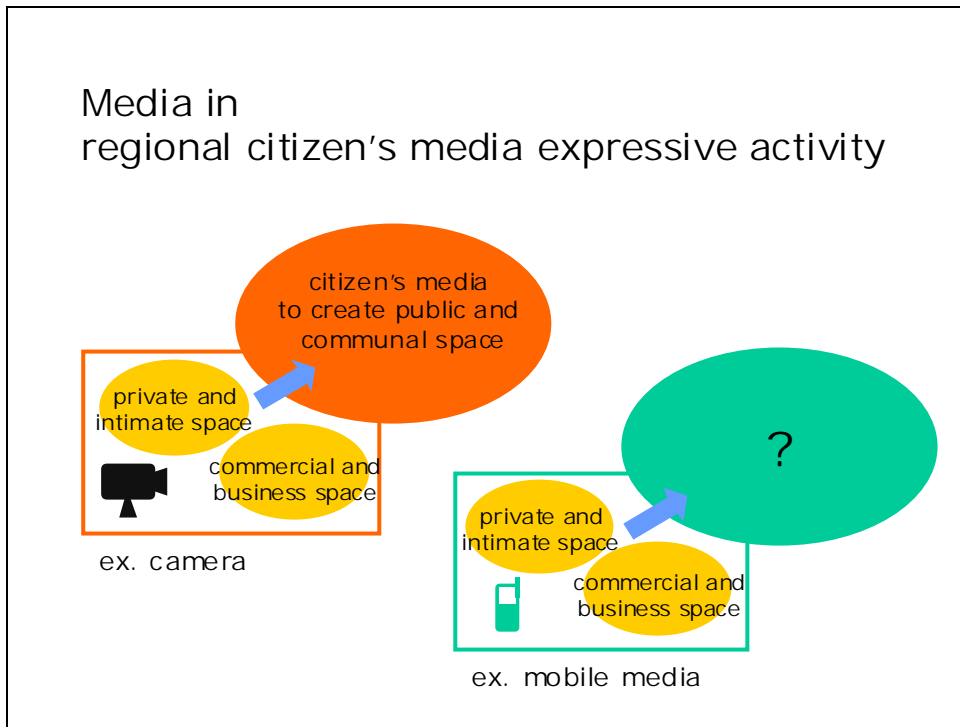 Media in
regional citizen's media expressive activity
citizen's media
to create public and
communal space
private and
intimate space
commercial and
business space
ex. camera
?
private and
intimate space
commercial and
business space
ex. mobile media